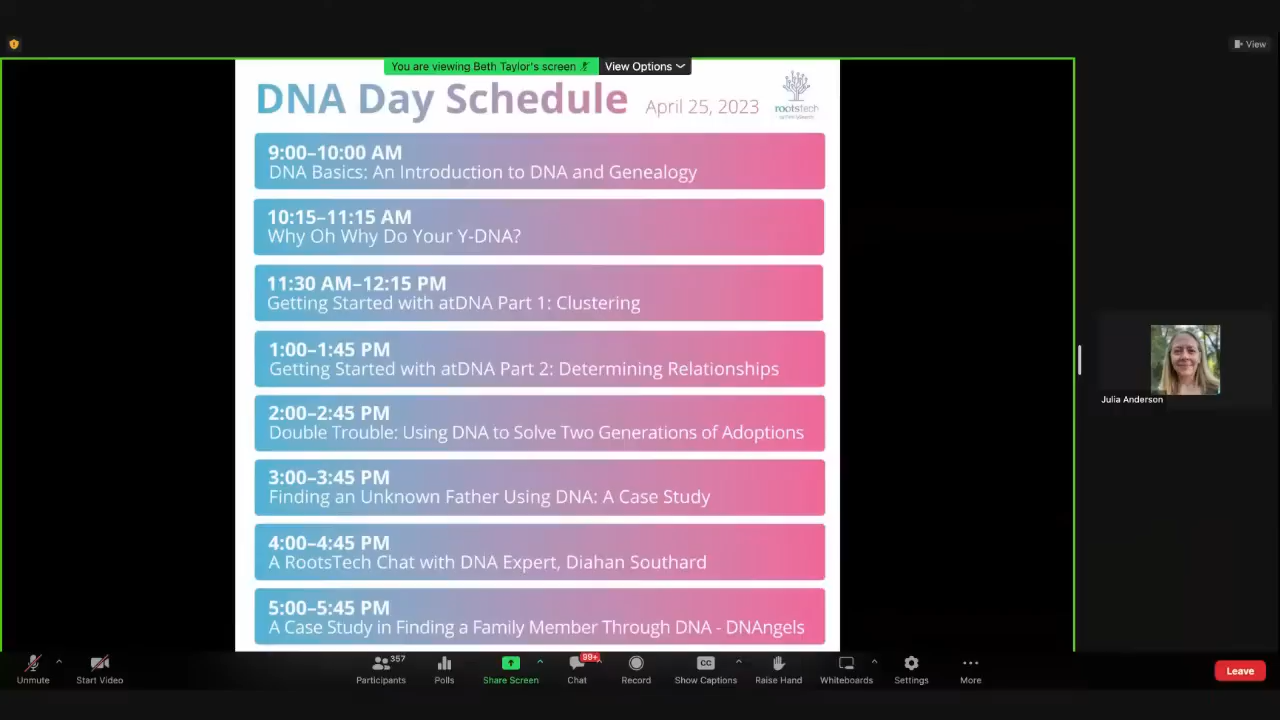 View
You are viewing Beth Taylor's screen
View Options
DNA Day Schedule
April 25, 2023
rootstech
9:00–10:00 AM
DNA Basics: An Introduction to DNA and Genealogy
10:15–11:15 AM
Why Oh Why Do Your Y-DNA?
11:30 AM–12:15 PM
Getting Started with atDNA Part 1: Clustering
1:00–1:45 PM
Getting Started with atDNA Part 2: Determining Relationships
2:00–2:45 PM
Double Trouble: Using DNA to Solve Two Generations of Adoptions
3:00–3:45 PM
Finding an Unknown Father Using DNA: A Case Study
4:00–4:45 PM
A RootsTech Chat with DNA Expert, Diahan Southard
5:00–5:45 PM
A Case Study in Finding a Family Member Through DNA - DNAngels
Julia Anderson
357
99+
CC
Unmute
Start Video
Participants
Polls
Share Screen
Chat
Record
Show Captions
Raise Hand
Whiteboards
Settings
More
Leave